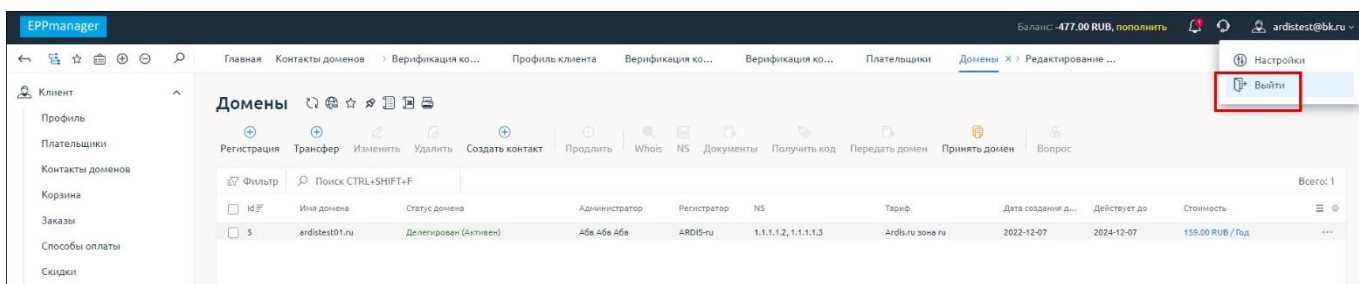 EPPmanager
Баланс: -477.00 RUB, пополнить ardistest@bk.ru
Главная Контакты доменов > Верификация ко... Профиль клиента Верификация ко... Верификация ко... Плательщики Домены × > Редактирование ...
Настройки
Выйти
Клиент
Профиль
Плательщики
Контакты доменов
Корзина
Заказы
Способы оплаты
Скидки
Домены
Регистрация Трансфер Изменить Удалить Создать контакт Продлить Whois NS Документы Получить код Передать домен Принять домен Вопрос
Фильтр Поиск CTRL+SHIFT+F Всего: 1
Id Имя домена Статус домена Администратор Регистратор NS Тариф Дата создания д... Действует до Стоимость
5 ardistest01.ru Делегирован (Активен) Абв Абв Абв ARDIS-ru 1.1.1.1.2, 1.1.1.1.3 Ardis.ru зона ru 2022-12-07 2024-12-07 159.00 RUB / Год